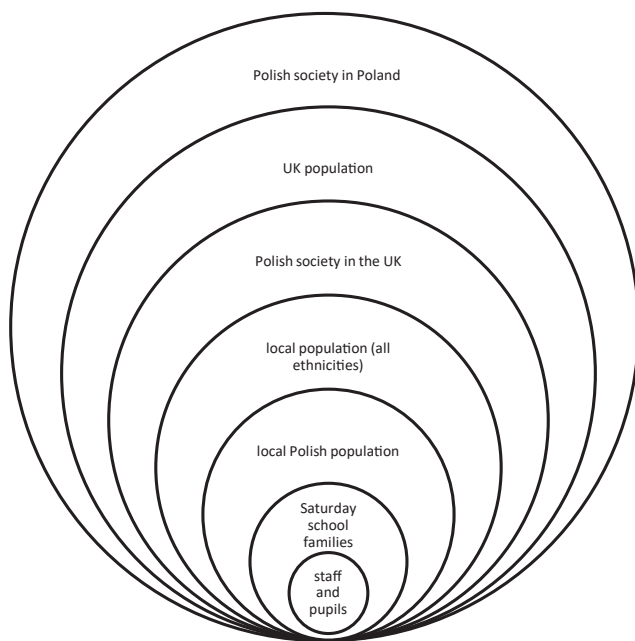 Polish society in Poland
UK population
Polish society in the UK
local population (all
ethnicities)
local Polish population
Saturday
school
families
staff
and
pupils